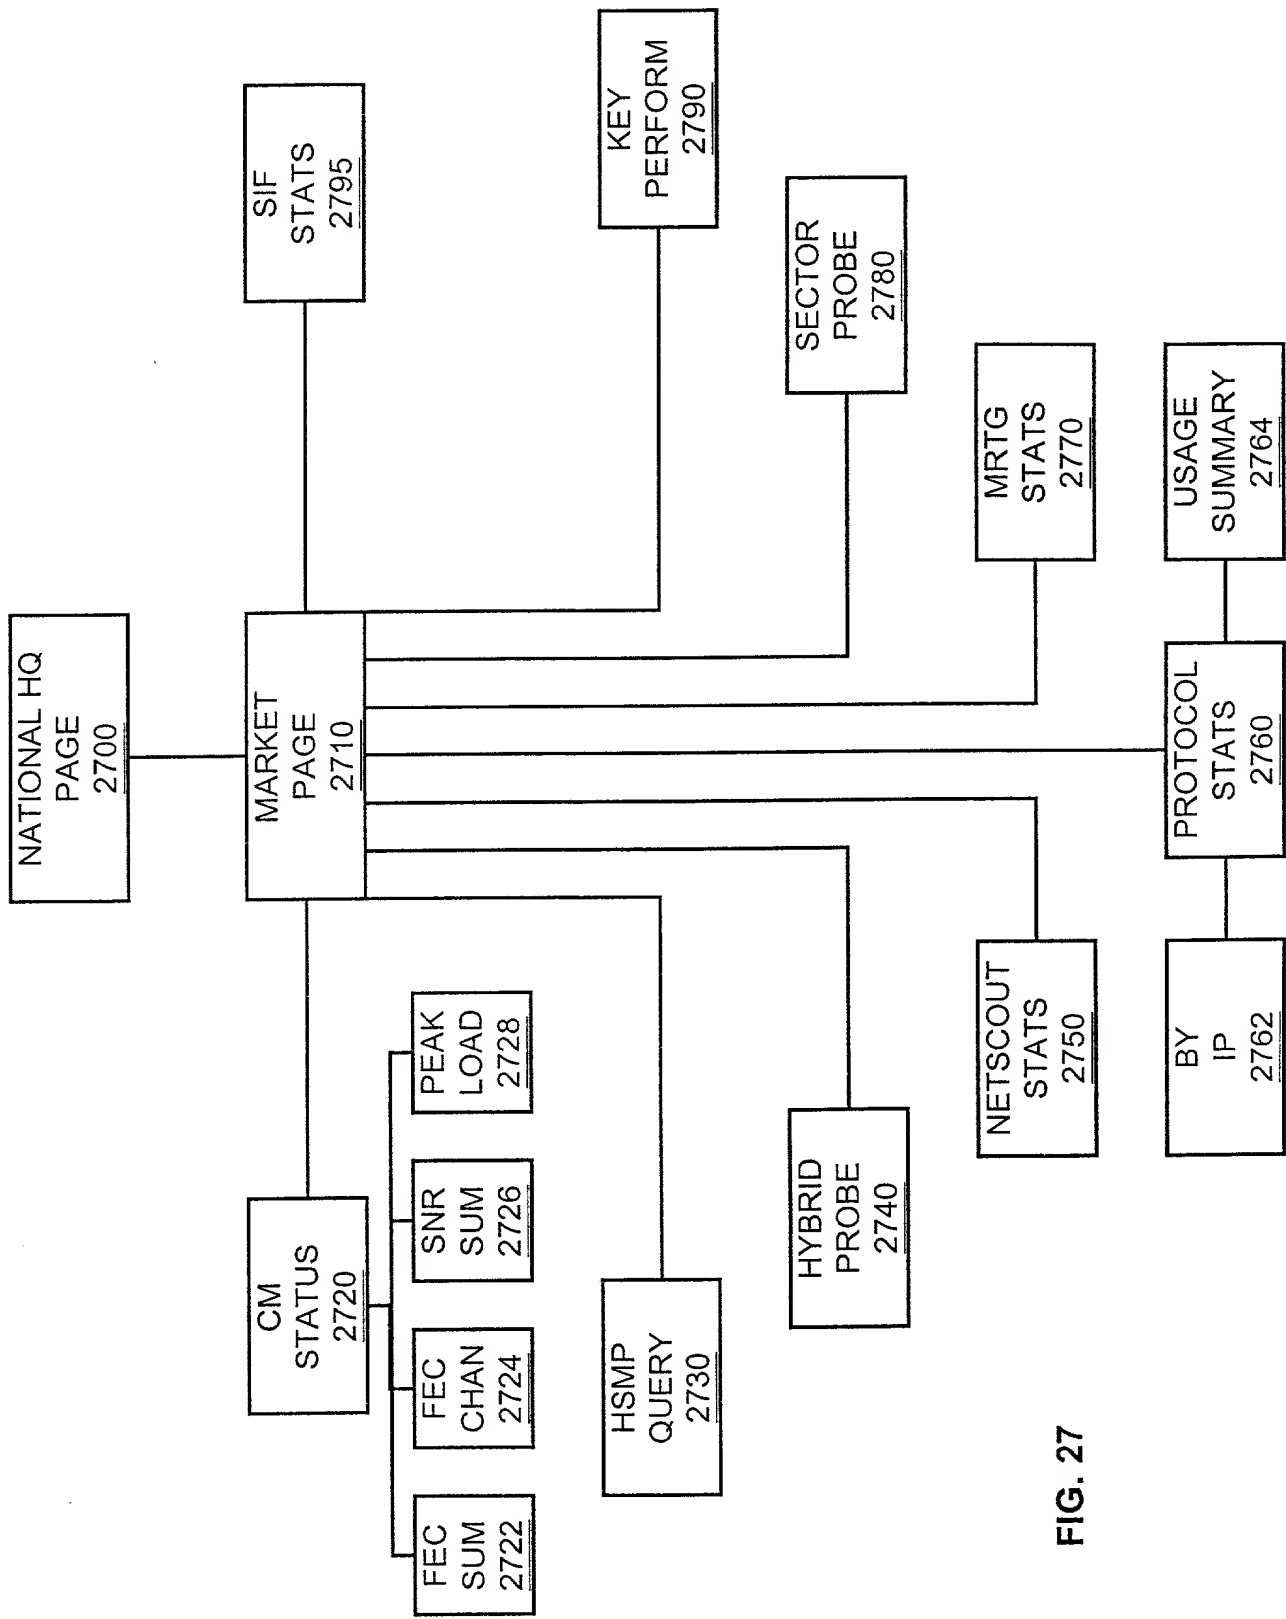 NATIONAL HQ
PAGE
2700
MARKET
PAGE
2710
CM
STATUS
2720
FEC
SUM
2722
FEC
CHAN
2724
SNR
SUM
2726
PEAK
LOAD
2728
HSMP
QUERY
2730
HYBRID
PROBE
2740
NETSCOUT
STATS
2750
BY
IP
2762
PROTOCOL
STATS
2760
USAGE
SUMMARY
2764
MRTG
STATS
2770
SECTOR
PROBE
2780
KEY
PERFORM
2790
SIF
STATS
2795
FIG. 27